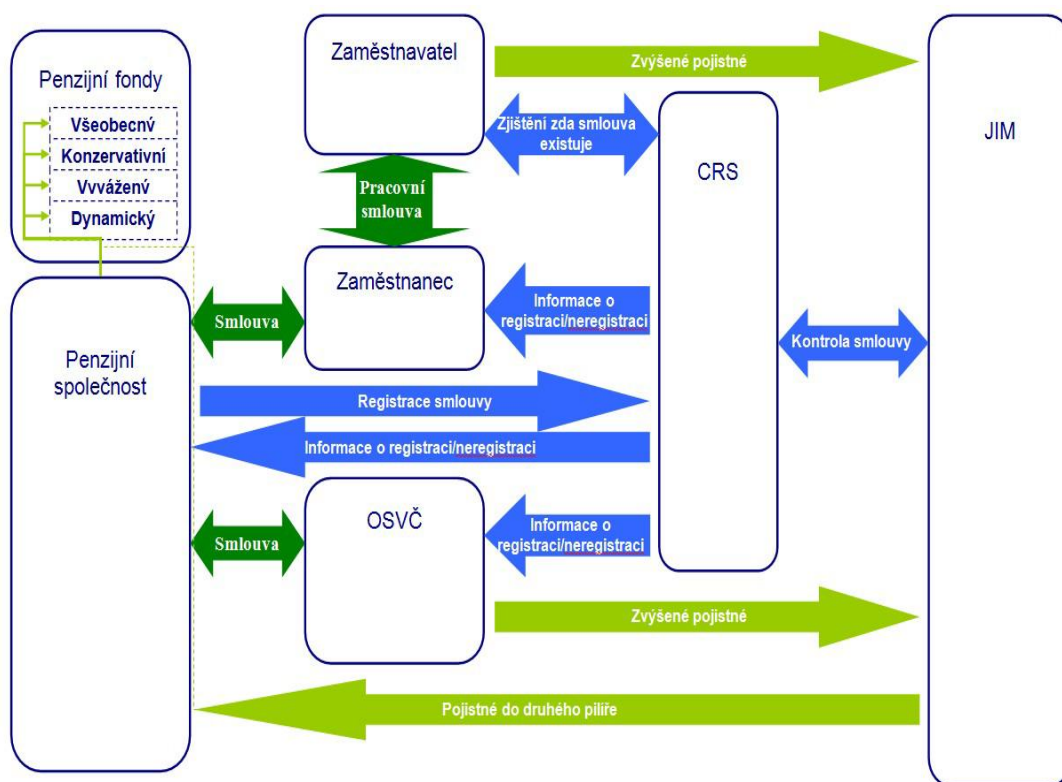 Penzijní fondy
Všeobecný
Konzervativní
Vvvážený
Dynamický
Zaměstnavatel
Zvýšené pojistné
JIM
Zjištění zda smlouva
existuje
CRS
Pracovní
smlouva
Zaměstnanec
Smlouva
Informace o
registraci/neregistraci
Kontrola smlouvy
Penzijní
společnost
Registrace smlouvy
Informace o registraci/neregistraci
OSVČ
Smlouva
Informace o
registraci/neregistraci
Zvýšené pojistné
Pojistné do druhého pilíře